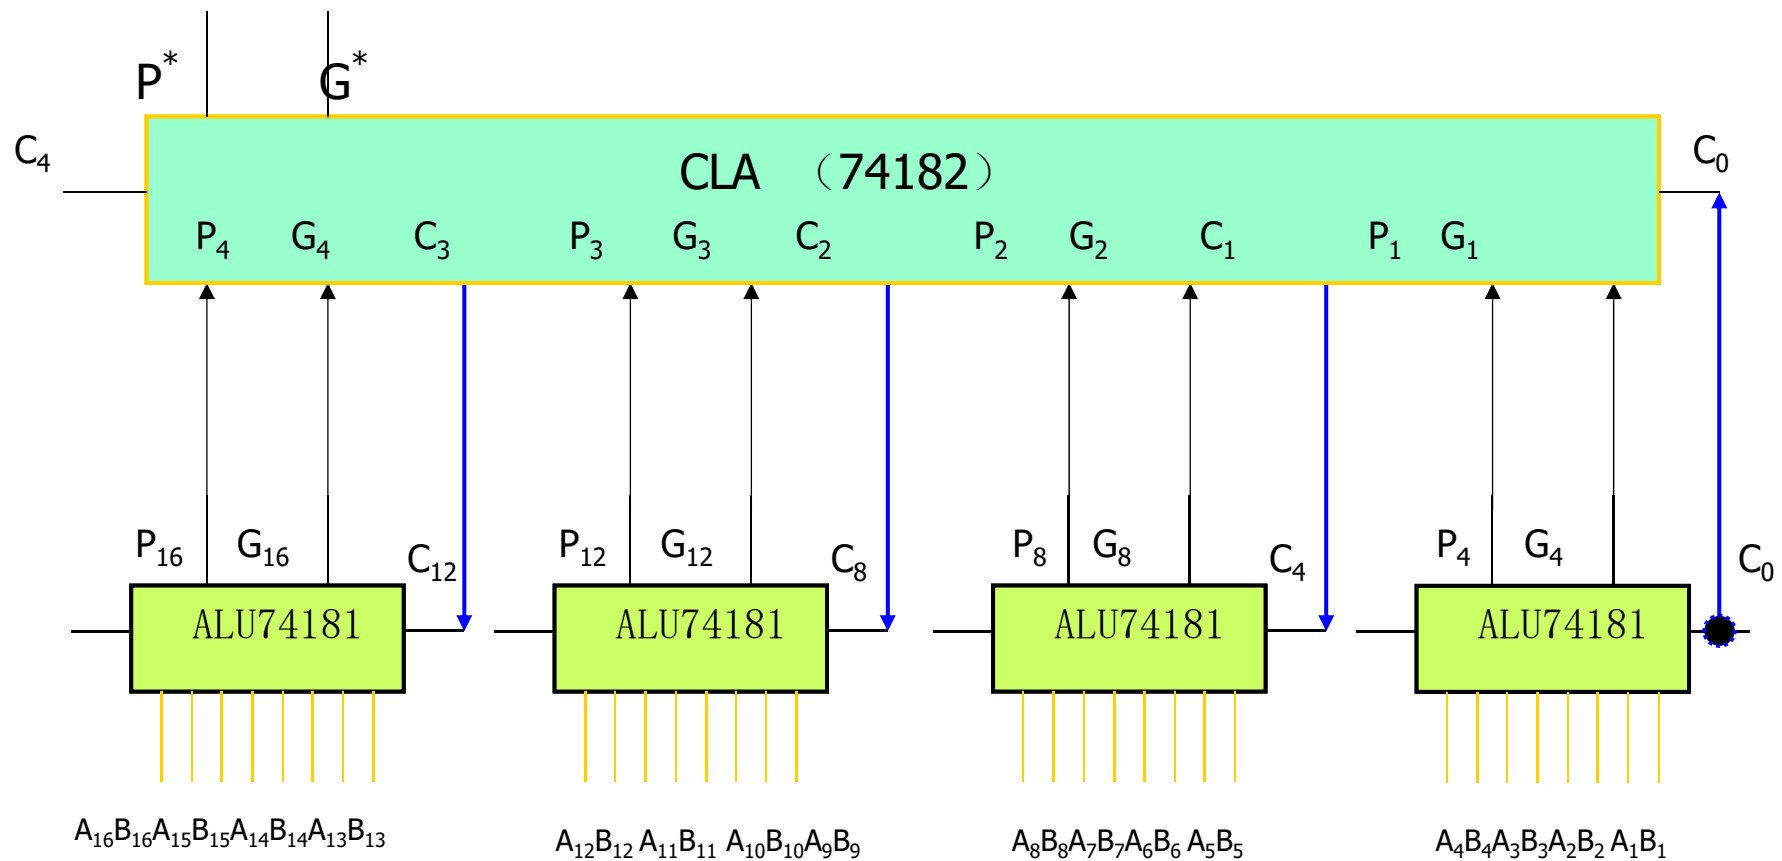 P* G*
C₄ CLA （74182） C₀
P₄ G₄ C₃ P₃ G₃ C₂ P₂ G₂ C₁ P₁ G₁
P₁₆ G₁₆ C₁₂ P₁₂ G₁₂ C₈ P₈ G₈ C₄ P₄ G₄ C₀
ALU74181 ALU74181 ALU74181 ALU74181
A₁₆B₁₆A₁₅B₁₅A₁₄B₁₄A₁₃B₁₃ A₁₂B₁₂ A₁₁B₁₁ A₁₀B₁₀A₉B₉ A₈B₈A₇B₇A₆B₆ A₅B₅ A₄B₄A₃B₃A₂B₂ A₁B₁